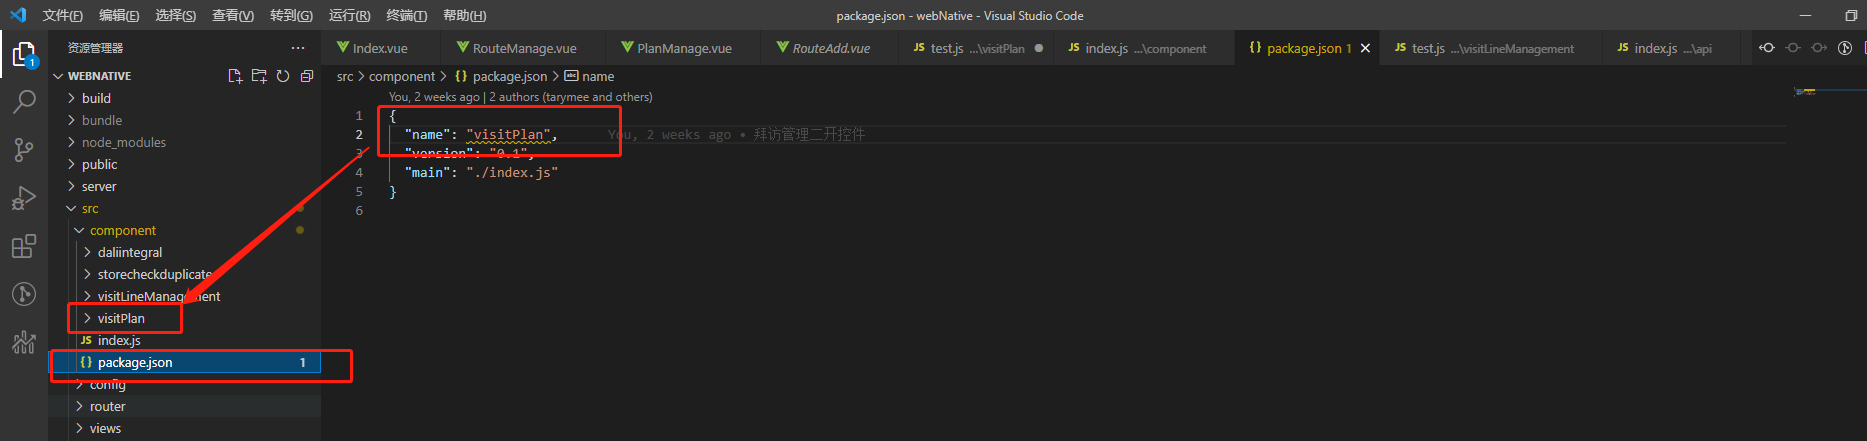 文件(F) 编辑(E) 选择(S) 查看(V) 转到(G) 运行(R) 终端(T) 帮助(H) package.json - webNative - Visual Studio Code
资源管理器 ···
Index.vue RouteManage.vue PlanManage.vue RouteAdd.vue JS test.js ...\visitPlan JS index.js ...\component {} package.json 1 JS test.js ...\visitLineManagement JS index.js ...\api
1
WEBNATIVE
src > component > {} package.json > abc name
build
You, 2 weeks ago | 2 authors (tarymee and others)
bundle
1 {
node_modules
2 "name": "visitPlan", You, 2 weeks ago • 拜访管理二开控件
public
3 "version": "0.1",
server
4 "main": "./index.js"
5 }
src
6
component
daliintegral
storecheckduplicate
visitLineManagement
visitPlan
JS index.js
{} package.json 1
config
router
views